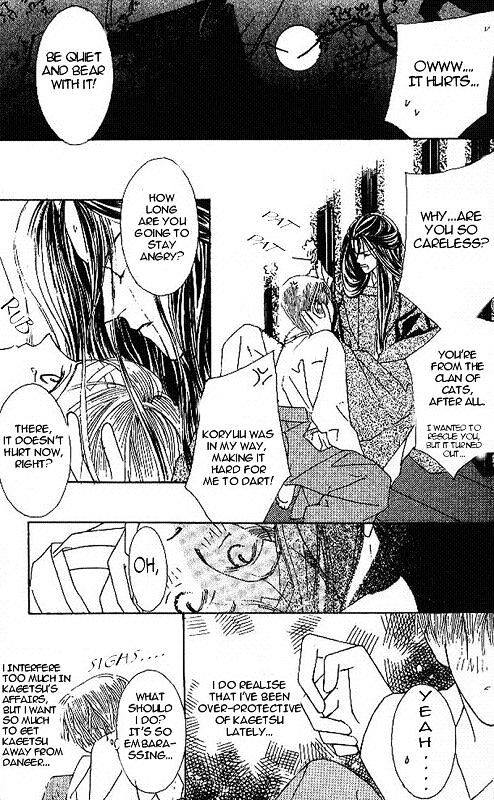 OWWW....
IT HURTS...
BE QUIET
AND BEAR
WITH IT!
WHY...ARE
YOU SO
CARELESS?
PAT
PAT
YOU'RE
FROM THE
CLAN OF
CATS,
AFTER ALL.
I WANTED TO
RESCUE YOU,
BUT IT TURNED
OUT...
KORYUU WAS
IN MY WAY,
MAKING IT
HARD FOR
ME TO DART!
HOW
LONG
ARE YOU
GOING TO
STAY
ANGRY?
RUB
THERE,
IT DOESN'T
HURT NOW,
RIGHT?
OH,
YEAH....
I DO REALISE
THAT I'VE BEEN
OVER-PROTECTIVE
OF KAGETSU
LATELY...
SIGHS....
WHAT
SHOULD
I DO?
IT'S SO
EMBARA-
SSING...
I INTERFERE
TOO MUCH IN
KAGETSU'S
AFFAIRS,
BUT I WANT
SO MUCH
TO GET
KAGETSU
AWAY FROM
DANGER...